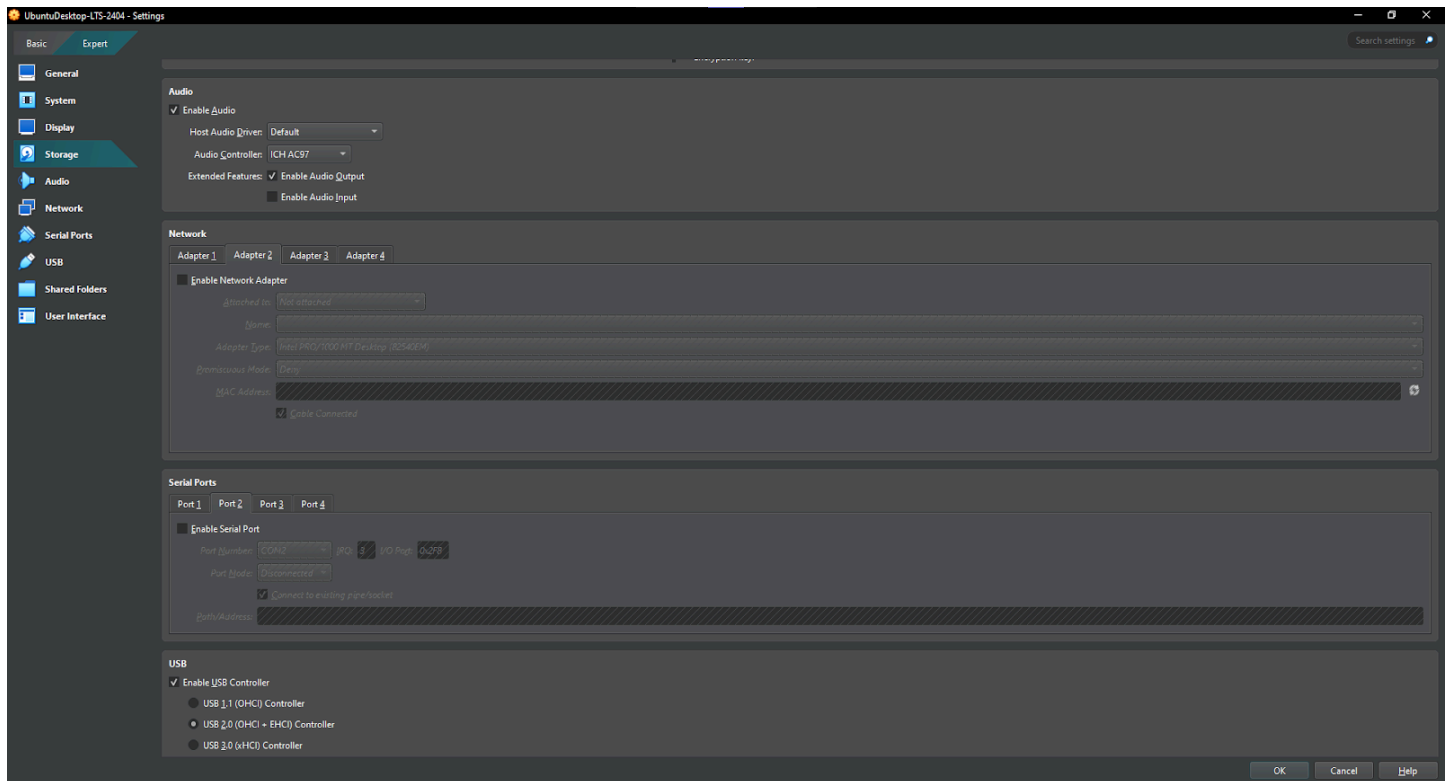 UbuntuDesktop-LTS-2404 - Settings
Basic Expert Search settings
General
System
Display
Storage
Audio
Network
Serial Ports
USB
Shared Folders
User Interface
Audio
Enable Audio
Host Audio Driver: Default
Audio Controller: ICH AC97
Extended Features: Enable Audio Output
Enable Audio Input
Network
Adapter 1 Adapter 2 Adapter 3 Adapter 4
Enable Network Adapter
Attached to: Not attached
Name:
Adapter Type: Intel PRO/1000 MT Desktop (82540EM)
Promiscuous Mode: Deny
MAC Address:
Cable Connected
Serial Ports
Port 1 Port 2 Port 3 Port 4
Enable Serial Port
Port Number: COM2 IRQ: 3 I/O Port: 0x2F8
Port Mode: Disconnected
Connect to existing pipe/socket
Path/Address:
USB
Enable USB Controller
USB 1.1 (OHCI) Controller
USB 2.0 (OHCI + EHCI) Controller
USB 3.0 (xHCI) Controller
OK Cancel Help